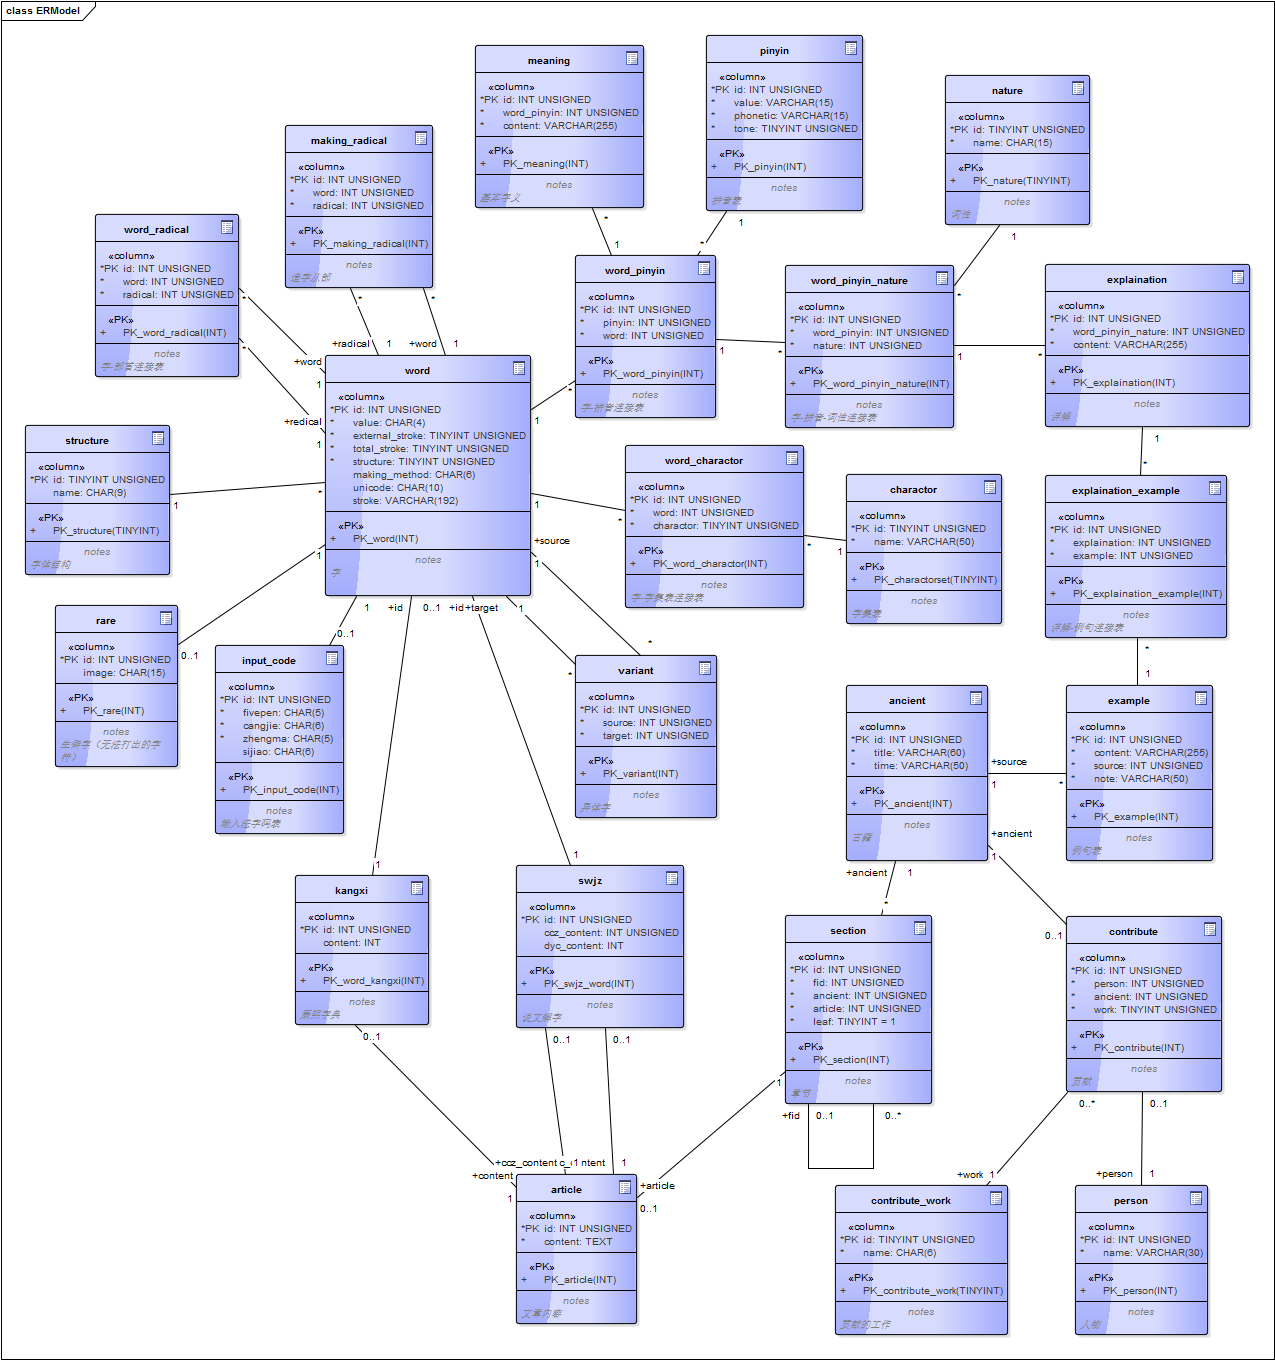 class ERModel
meaning
«column»
*PK id: INT UNSIGNED
* word_pinyin: INT UNSIGNED
* content: VARCHAR(255)
«PK»
+ PK_meaning(INT)
notes
基本字义
pinyin
«column»
*PK id: INT UNSIGNED
* value: VARCHAR(15)
* phonetic: VARCHAR(15)
* tone: TINYINT UNSIGNED
«PK»
+ PK_pinyin(INT)
notes
拼音表
nature
«column»
*PK id: TINYINT UNSIGNED
* name: CHAR(15)
«PK»
+ PK_nature(TINYINT)
notes
词性
making_radical
«column»
*PK id: INT UNSIGNED
* word: INT UNSIGNED
* radical: INT UNSIGNED
«PK»
+ PK_making_radical(INT)
notes
造字从部
word_radical
«column»
*PK id: INT UNSIGNED
* word: INT UNSIGNED
* radical: INT UNSIGNED
«PK»
+ PK_word_radical(INT)
notes
字-部首连接表
word_pinyin
«column»
*PK id: INT UNSIGNED
* pinyin: INT UNSIGNED
* word: INT UNSIGNED
«PK»
+ PK_word_pinyin(INT)
notes
字-拼音连接表
word_pinyin_nature
«column»
*PK id: INT UNSIGNED
* word_pinyin: INT UNSIGNED
* nature: INT UNSIGNED
«PK»
+ PK_word_pinyin_nature(INT)
notes
字-拼音-词性连接表
explaination
«column»
*PK id: INT UNSIGNED
* word_pinyin_nature: INT UNSIGNED
* content: VARCHAR(255)
«PK»
+ PK_explaination(INT)
notes
详解
* 1
1 *
1 *
+radical * 1
+word * 1
* +word 1
* +redical 1
1 *
1 *
1 *
word
«column»
*PK id: INT UNSIGNED
* value: CHAR(4)
* external_stroke: TINYINT UNSIGNED
* total_stroke: TINYINT UNSIGNED
* structure: TINYINT UNSIGNED
making_method: CHAR(6)
unicode: CHAR(10)
stroke: VARCHAR(192)
«PK»
+ PK_word(INT)
notes
字
structure
«column»
*PK id: TINYINT UNSIGNED
name: CHAR(9)
«PK»
+ PK_structure(TINYINT)
notes
字体结构
1 *
word_charactor
«column»
*PK id: INT UNSIGNED
* word: INT UNSIGNED
* charactor: TINYINT UNSIGNED
«PK»
+ PK_word_charactor(INT)
notes
字-字集表连接表
1 *
charactor
«column»
*PK id: TINYINT UNSIGNED
* name: VARCHAR(50)
«PK»
+ PK_charactorset(TINYINT)
notes
字集表
* 1
explaination_example
«column»
*PK id: INT UNSIGNED
* explaination: INT UNSIGNED
* example: INT UNSIGNED
«PK»
+ PK_explaination_example(INT)
notes
详解-例句连接表
1 *
* 1
rare
«column»
*PK id: INT UNSIGNED
image: CHAR(15)
«PK»
+ PK_rare(INT)
notes
生僻字（无法打出的字
符）
1 0..1
input_code
«column»
*PK id: INT UNSIGNED
* fivepen: CHAR(5)
* cangjie: CHAR(6)
* zhengma: CHAR(5)
sijiao: CHAR(6)
«PK»
+ PK_input_code(INT)
notes
输入法字码表
1 0..1
+id 0..1 +id +target 1
+source 1 *
*
variant
«column»
*PK id: INT UNSIGNED
* source: INT UNSIGNED
* target: INT UNSIGNED
«PK»
+ PK_variant(INT)
notes
异体字
ancient
«column»
*PK id: INT UNSIGNED
* title: VARCHAR(60)
* time: VARCHAR(50)
«PK»
+ PK_ancient(INT)
notes
古籍
example
«column»
*PK id: INT UNSIGNED
* content: VARCHAR(255)
* source: INT UNSIGNED
* note: VARCHAR(50)
«PK»
+ PK_example(INT)
notes
例句表
+source 1 *
+ancient 1 0..1
+ancient 1 *
kangxi
«column»
*PK id: INT UNSIGNED
content: INT
«PK»
+ PK_word_kangxi(INT)
notes
康熙字典
1
0..1
swjz
«column»
*PK id: INT UNSIGNED
ccz_content: INT UNSIGNED
dyc_content: INT
«PK»
+ PK_swjz_word(INT)
notes
说文解字
1
0..1 0..1
section
«column»
*PK id: INT UNSIGNED
* fid: INT UNSIGNED
* ancient: INT UNSIGNED
* article: INT UNSIGNED
* leaf: TINYINT = 1
«PK»
+ PK_section(INT)
notes
章节
1
+fid 0..1 0..*
contribute
«column»
*PK id: INT UNSIGNED
* person: INT UNSIGNED
* ancient: INT UNSIGNED
* work: TINYINT UNSIGNED
«PK»
+ PK_contribute(INT)
notes
贡献
0..* 0..1
+ccz_content 1 1
+content 1
+article 0..1
+work 1
+person 1
article
«column»
*PK id: INT UNSIGNED
* content: TEXT
«PK»
+ PK_article(INT)
notes
文章内容
contribute_work
«column»
*PK id: TINYINT UNSIGNED
* name: CHAR(6)
«PK»
+ PK_contribute_work(TINYINT)
notes
贡献的工作
person
«column»
*PK id: INT UNSIGNED
* name: VARCHAR(30)
«PK»
+ PK_person(INT)
notes
人物